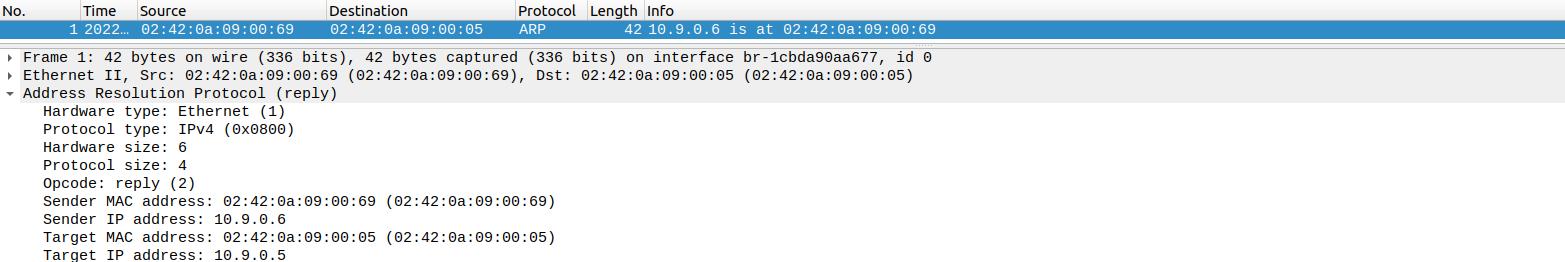 No. Time Source Destination Protocol Length Info
1 2022… 02:42:0a:09:00:69 02:42:0a:09:00:05 ARP 42 10.9.0.6 is at 02:42:0a:09:00:69
Frame 1: 42 bytes on wire (336 bits), 42 bytes captured (336 bits) on interface br-1cbda90aa677, id 0
Ethernet II, Src: 02:42:0a:09:00:69 (02:42:0a:09:00:69), Dst: 02:42:0a:09:00:05 (02:42:0a:09:00:05)
Address Resolution Protocol (reply)
Hardware type: Ethernet (1)
Protocol type: IPv4 (0x0800)
Hardware size: 6
Protocol size: 4
Opcode: reply (2)
Sender MAC address: 02:42:0a:09:00:69 (02:42:0a:09:00:69)
Sender IP address: 10.9.0.6
Target MAC address: 02:42:0a:09:00:05 (02:42:0a:09:00:05)
Target IP address: 10.9.0.5